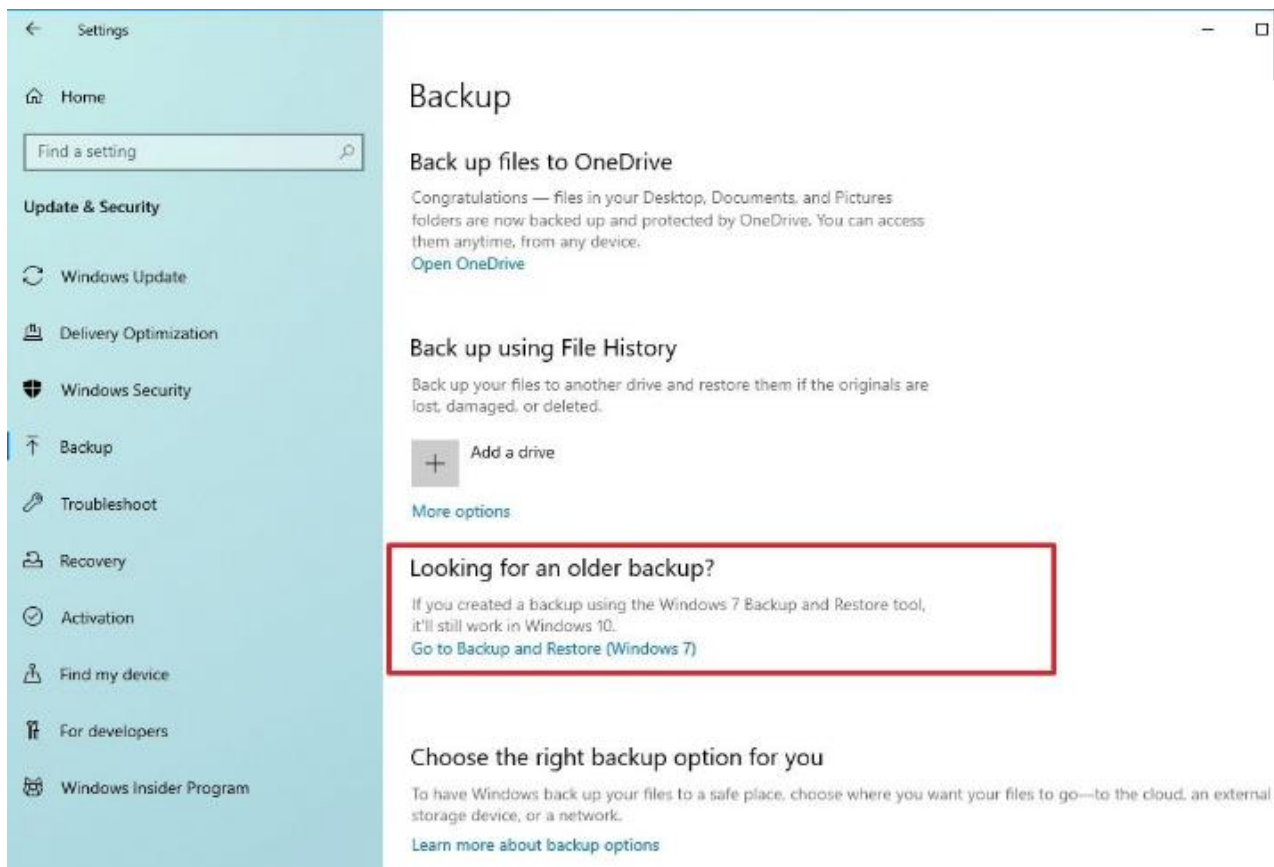 Settings
Home
Find a setting
Update & Security
Windows Update
Delivery Optimization
Windows Security
Backup
Troubleshoot
Recovery
Activation
Find my device
For developers
Windows Insider Program
Backup
Back up files to OneDrive
Congratulations — files in your Desktop, Documents, and Pictures
folders are now backed up and protected by OneDrive. You can access
them anytime, from any device.
Open OneDrive
Back up using File History
Back up your files to another drive and restore them if the originals are
lost, damaged, or deleted.
Add a drive
More options
Looking for an older backup?
If you created a backup using the Windows 7 Backup and Restore tool,
it'll still work in Windows 10.
Go to Backup and Restore (Windows 7)
Choose the right backup option for you
To have Windows back up your files to a safe place, choose where you want your files to go—to the cloud, an external
storage device, or a network.
Learn more about backup options